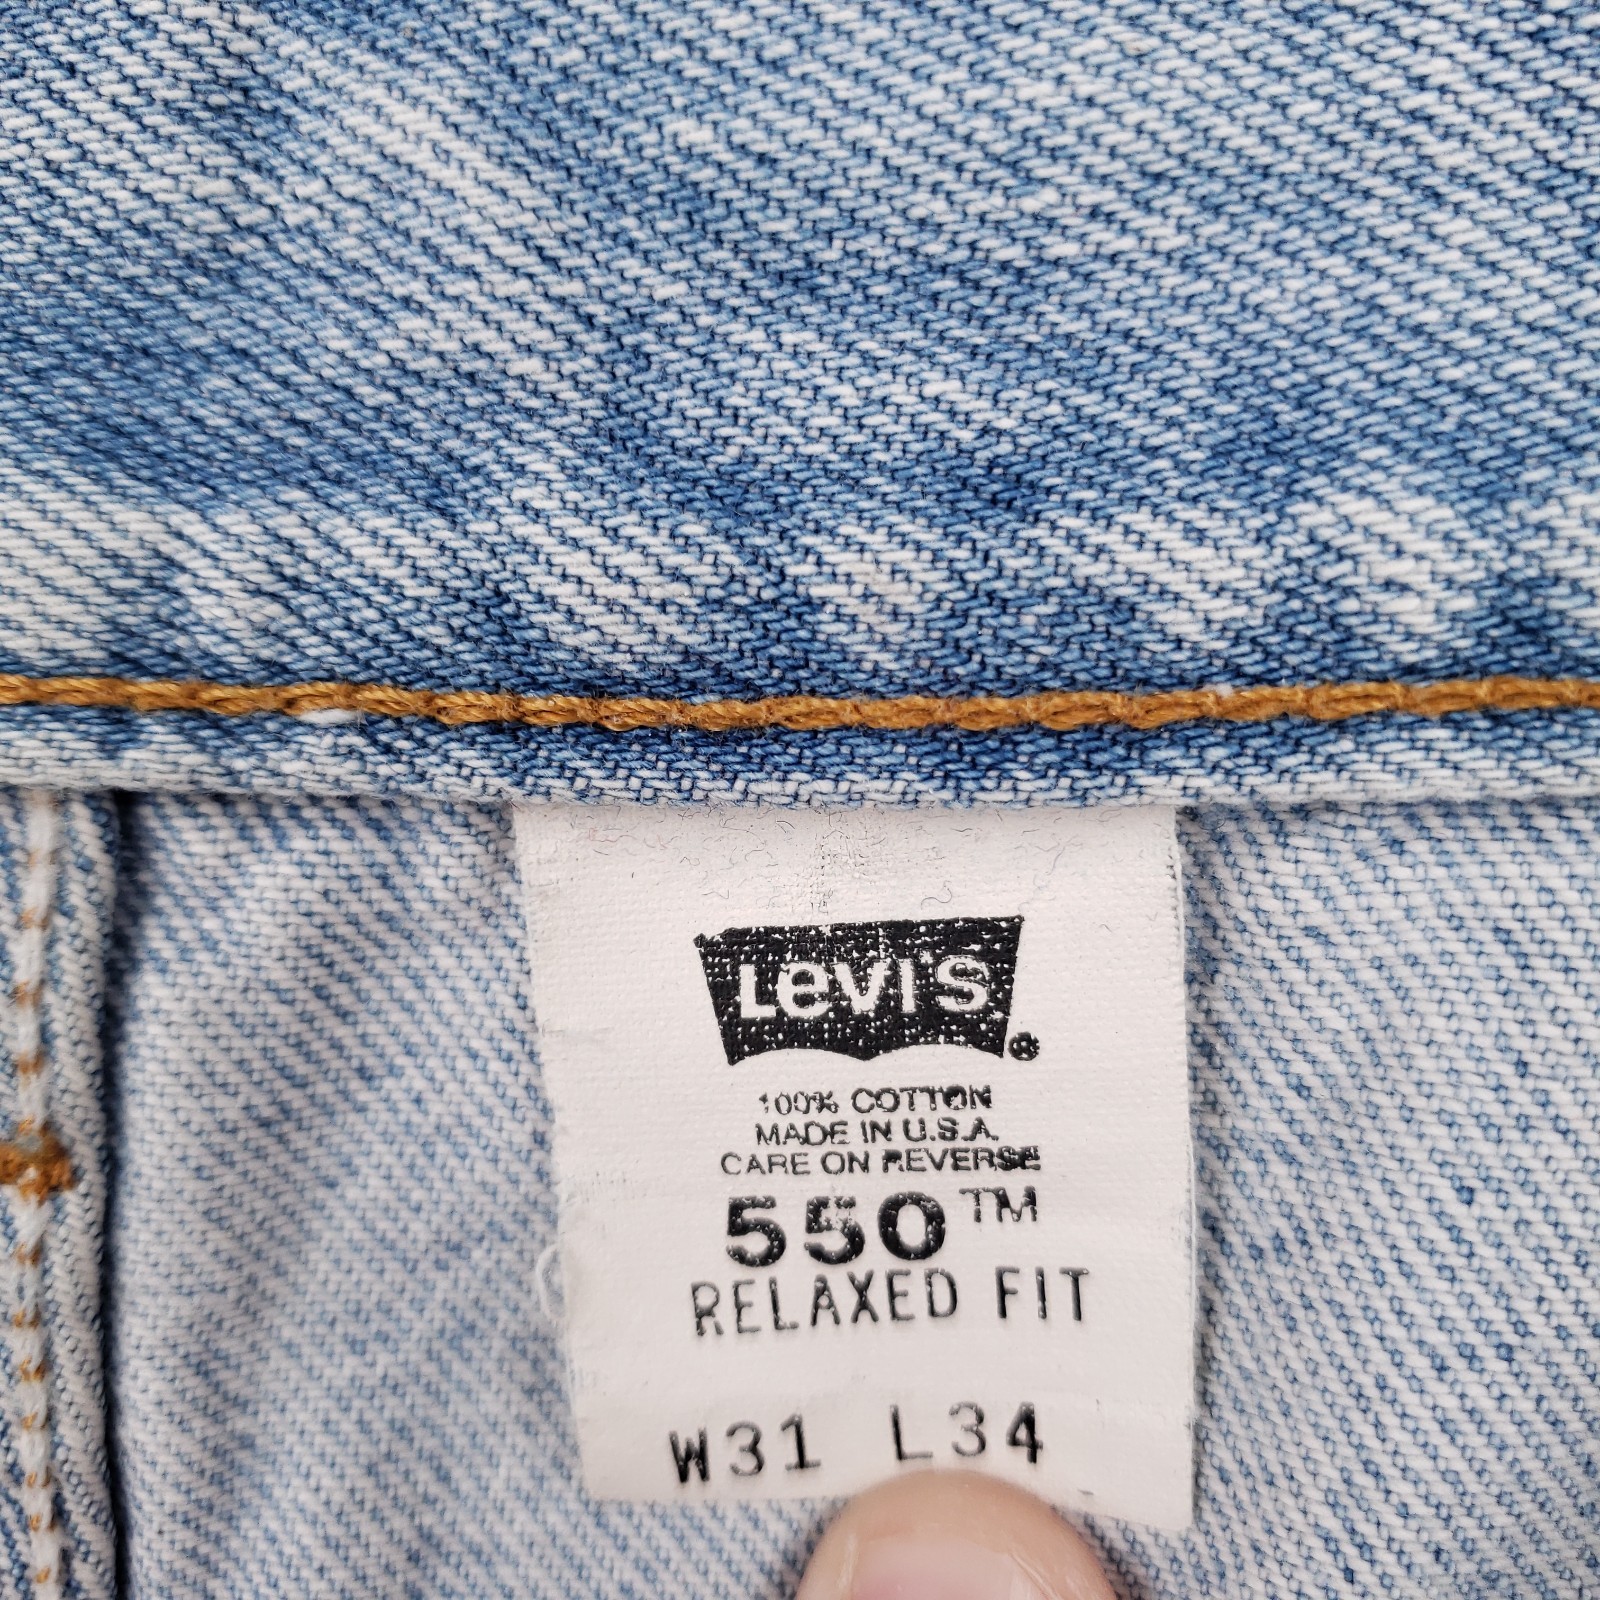 Levi's ®
100% COTTON
MADE IN U.S.A.
CARE ON REVERSE
550™
RELAXED FIT
W31 L34